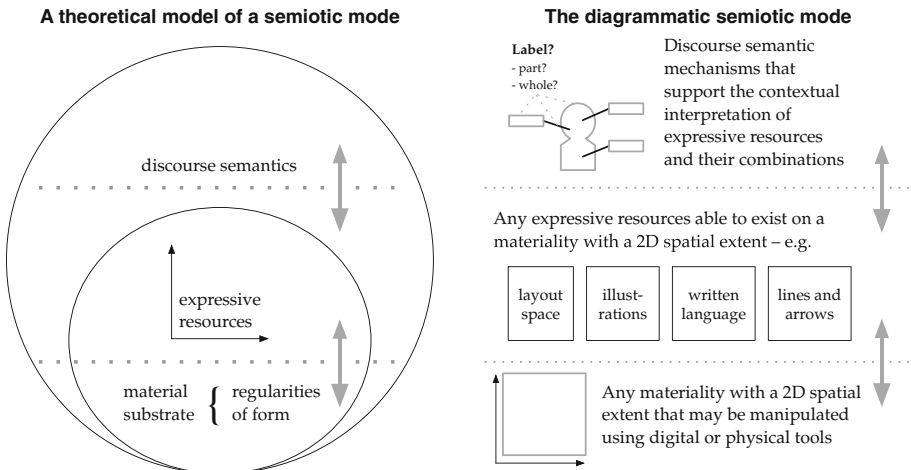 A theoretical model of a semiotic mode
discourse semantics
expressive
resources
material
substrate
{
regularities
of form
The diagrammatic semiotic mode
Label?
- part?
- whole?
Discourse semantic
mechanisms that
support the contextual
interpretation of
expressive resources
and their combinations
Any expressive resources able to exist on a
materiality with a 2D spatial extent – e.g.
layout
space
illust-
rations
written
language
lines and
arrows
Any materiality with a 2D spatial
extent that may be manipulated
using digital or physical tools